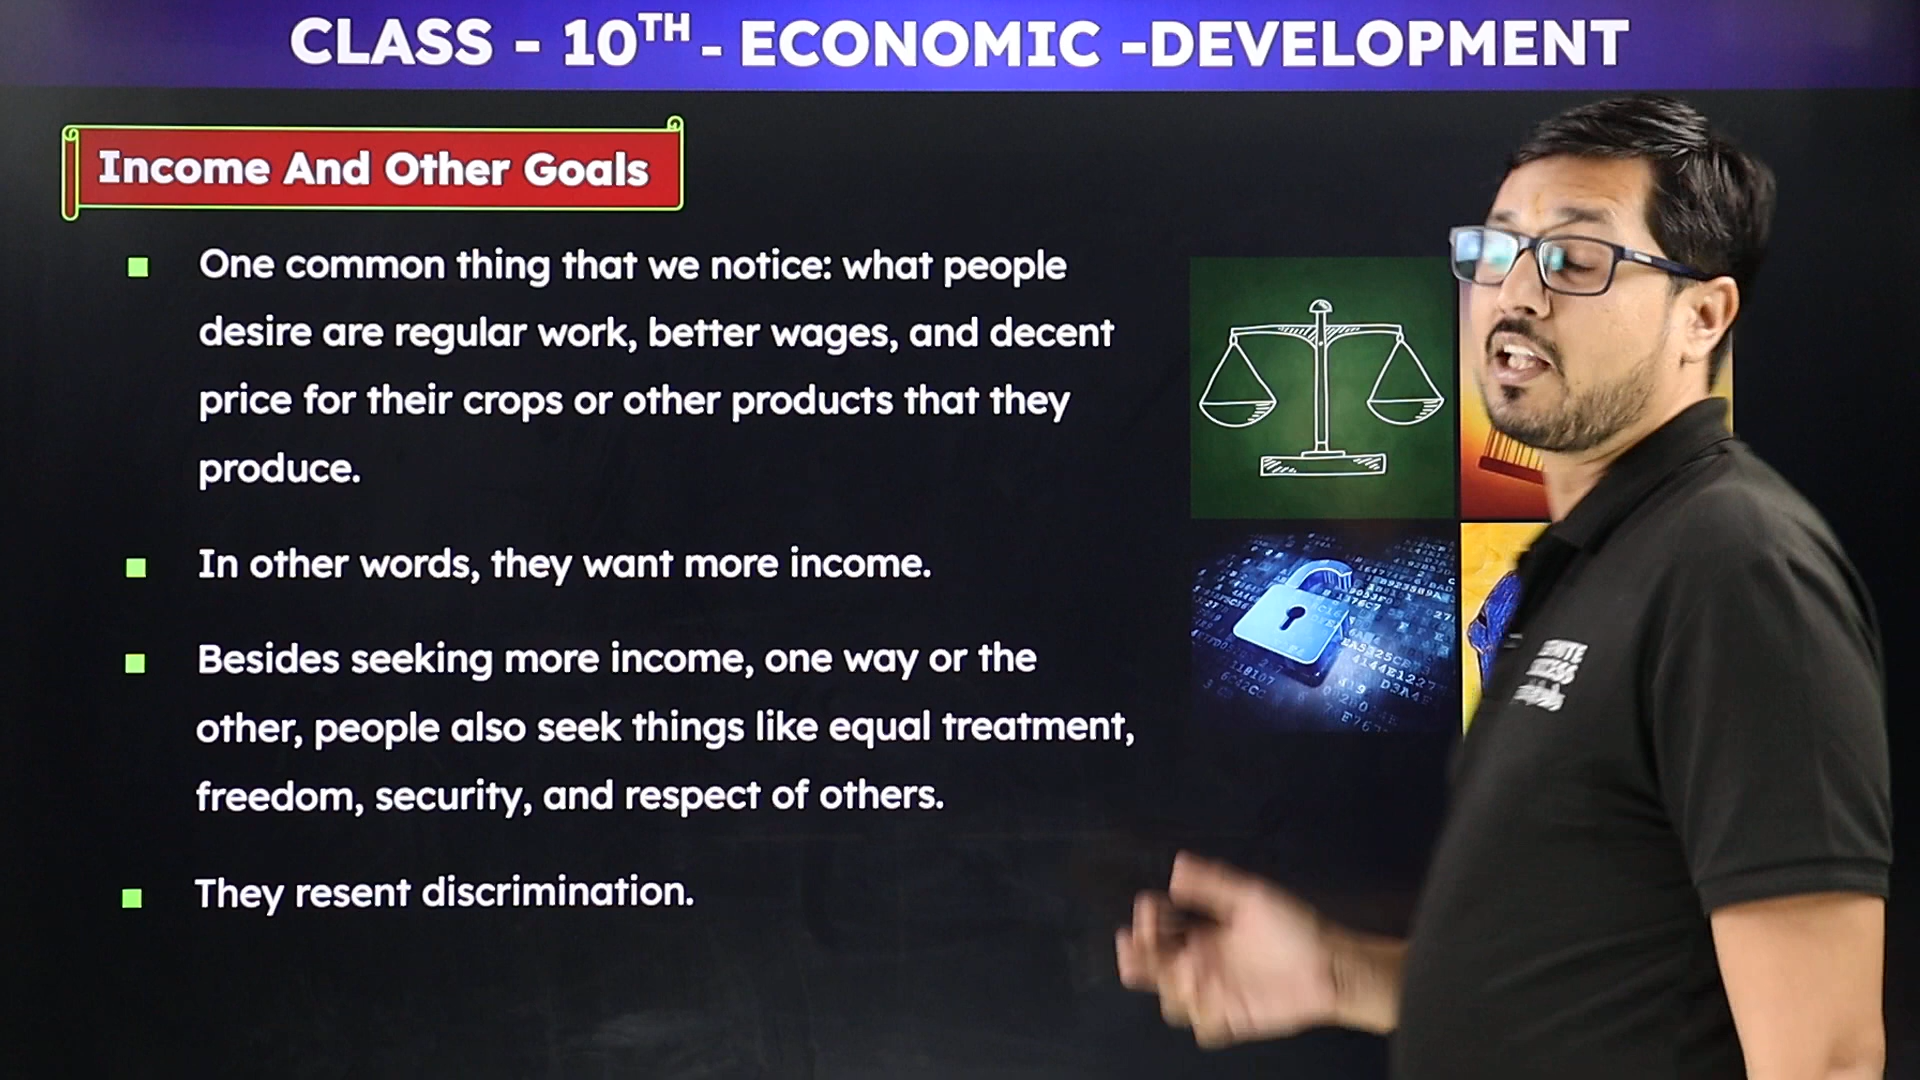 CLASS - 10TH - ECONOMIC -DEVELOPMENT
Income And Other Goals
One common thing that we notice: what people
desire are regular work, better wages, and decent
price for their crops or other products that they
produce.
In other words, they want more income.
Besides seeking more income, one way or the
other, people also seek things like equal treatment,
freedom, security, and respect of others.
They resent discrimination.